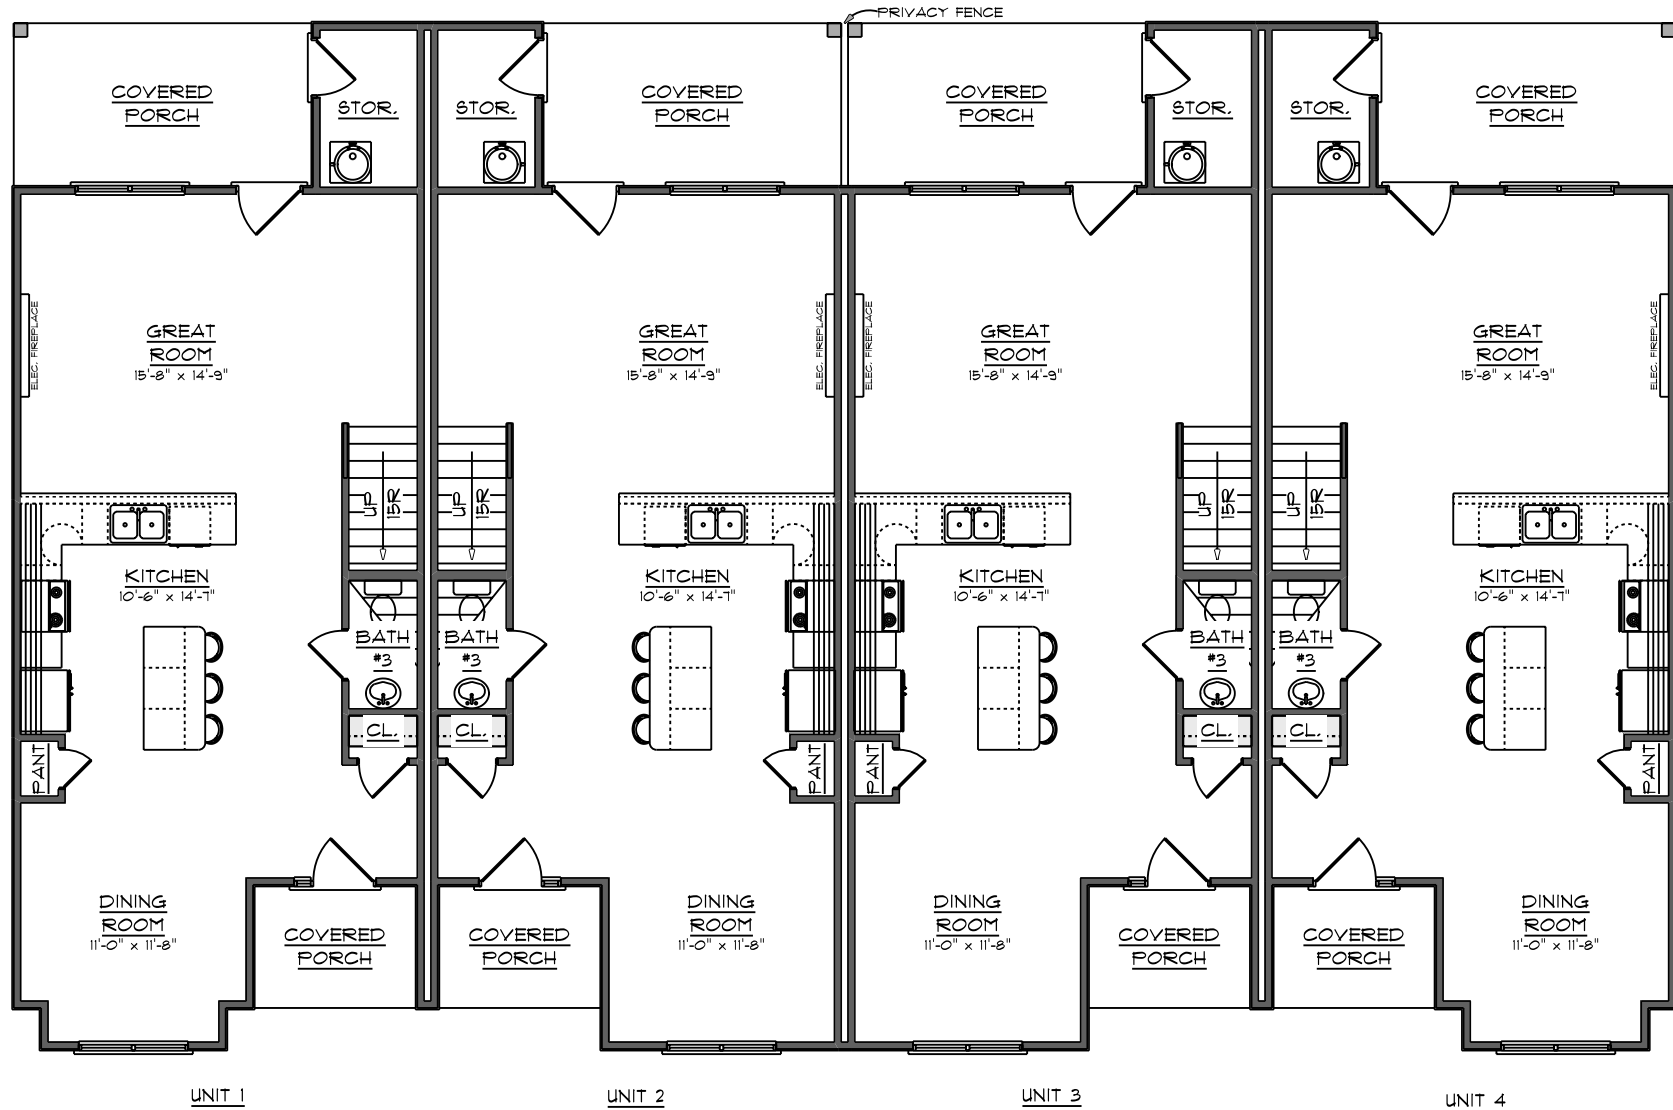 PRIVACY FENCE
COVERED
PORCH
STOR.
STOR.
COVERED
PORCH
COVERED
PORCH
STOR.
STOR.
COVERED
PORCH
ELEC. FIREPLACE
GREAT
ROOM
15'-8" x 14'-9"
GREAT
ROOM
15'-8" x 14'-9"
ELEC. FIREPLACE
ELEC. FIREPLACE
GREAT
ROOM
15'-8" x 14'-9"
GREAT
ROOM
15'-8" x 14'-9"
ELEC. FIREPLACE
UP
15R
UP
15R
UP
15R
UP
15R
KITCHEN
10'-6" x 14'-7"
KITCHEN
10'-6" x 14'-7"
KITCHEN
10'-6" x 14'-7"
KITCHEN
10'-6" x 14'-7"
BATH
#3
BATH
#3
BATH
#3
BATH
#3
CL.
CL.
CL.
CL.
PANT
PANT
PANT
PANT
DINING
ROOM
11'-0" x 11'-8"
COVERED
PORCH
COVERED
PORCH
DINING
ROOM
11'-0" x 11'-8"
DINING
ROOM
11'-0" x 11'-8"
COVERED
PORCH
COVERED
PORCH
DINING
ROOM
11'-0" x 11'-8"
UNIT 1
UNIT 2
UNIT 3
UNIT 4